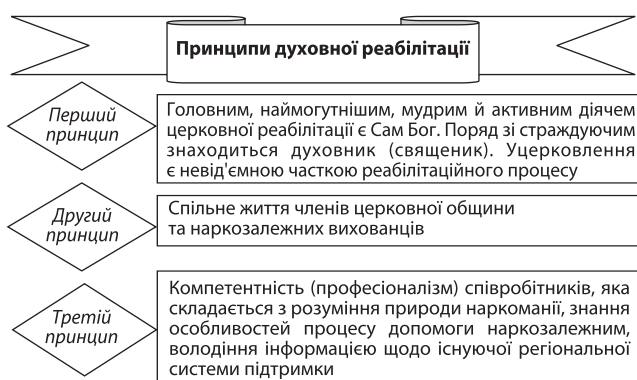 Принципи духовної реабілітації
Перший
принцип
Головним, наймогутнішим, мудрим й активним діячем
церковної реабілітації є Сам Бог. Поряд зі страждуючим
знаходиться духовник (священик). Уцерковлення
є невід'ємною часткою реабілітаційного процесу
Другий
принцип
Спільне життя членів церковної общини
та наркозалежних вихованців
Третій
принцип
Компетентність (професіоналізм) співробітників, яка
складається з розуміння природи наркоманії, знання
особливостей процесу допомоги наркозалежним,
володіння інформацією щодо існуючої регіональної
системи підтримки